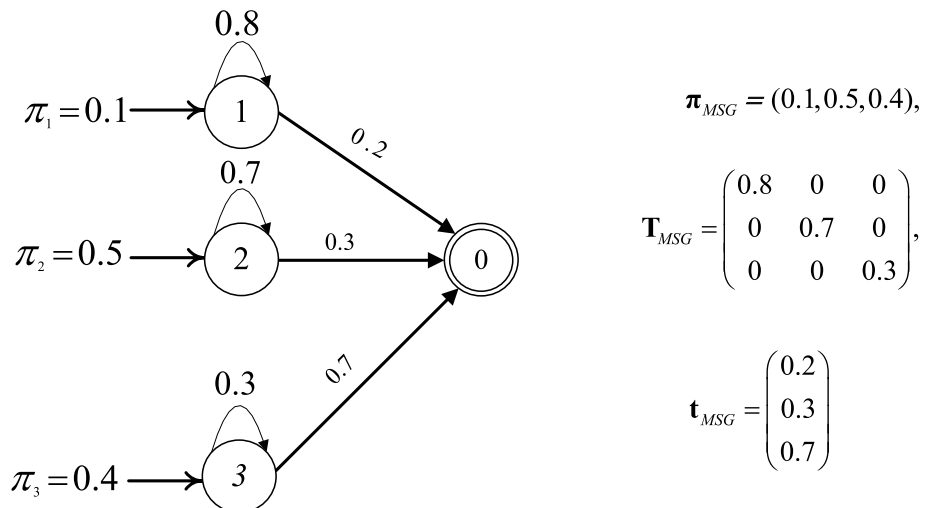 0.8
π₁ = 0.1
1
0.2
π_MSG = (0.1, 0.5, 0.4),
0.7
π₂ = 0.5
2
0.3
0
T_MSG = (0.8 0 0
0 0.7 0
0 0 0.3),
0.3
0.7
π₃ = 0.4
3
t_MSG = (0.2
0.3
0.7)